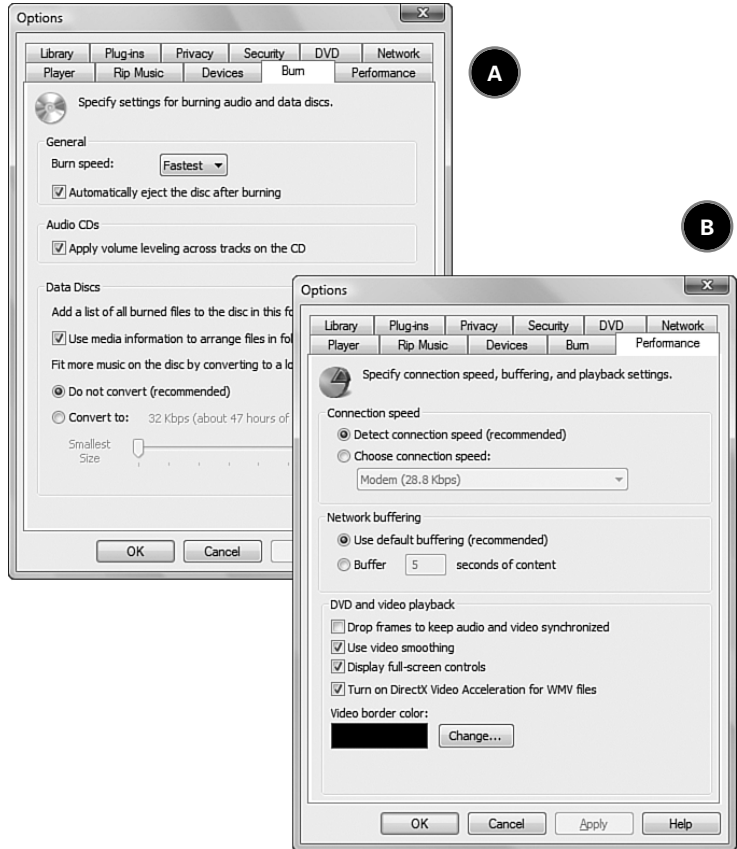 Options
X
Library Plug-ins Privacy Security DVD Network
Player Rip Music Devices Burn Performance
A
Specify settings for burning audio and data discs.
General
Burn speed: Fastest
Automatically eject the disc after burning
Audio CDs
Apply volume leveling across tracks on the CD
Data Discs
Add a list of all burned files to the disc in this fo
Use media information to arrange files in fol
Fit more music on the disc by converting to a lo
Do not convert (recommended)
Convert to: 32 Kbps (about 47 hours of
Smallest
Size
OK Cancel
B
Options
X
Library Plug-ins Privacy Security DVD Network
Player Rip Music Devices Burn Performance
Specify connection speed, buffering, and playback settings.
Connection speed
Detect connection speed (recommended)
Choose connection speed:
Modem (28.8 Kbps)
Network buffering
Use default buffering (recommended)
Buffer 5 seconds of content
DVD and video playback
Drop frames to keep audio and video synchronized
Use video smoothing
Display full-screen controls
Turn on DirectX Video Acceleration for WMV files
Video border color:
Change...
OK Cancel Apply Help